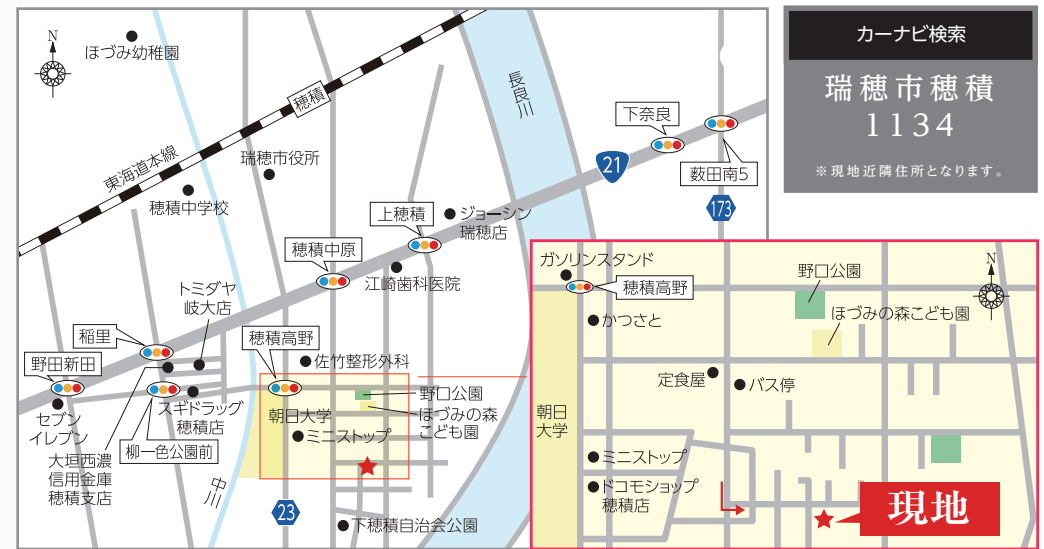 N
ほづみ幼稚園
穂積
東海道本線
穂積中学校
瑞穂市役所
長良川
下奈良
薮田南5
21
173
上穂積
ジョーシン
瑞穂店
穂積中原
江崎歯科医院
トミダヤ
岐大店
稲里
野田新田
穂積高野
佐竹整形外科
セブン
イレブン
スギドラッグ
穂積店
柳一色公園前
大垣西濃
信用金庫
穂積支店
朝日大学
ミニストップ
野口公園
ほづみの森
こども園
中川
23
下穂積自治会公園
カーナビ検索
瑞穂市穂積
1134
※現地近隣住所となります。
ガソリンスタンド
穂積高野
かつさと
野口公園
N
ほづみの森こども園
定食屋
バス停
朝日
大学
ミニストップ
ドコモショップ
穂積店
現地